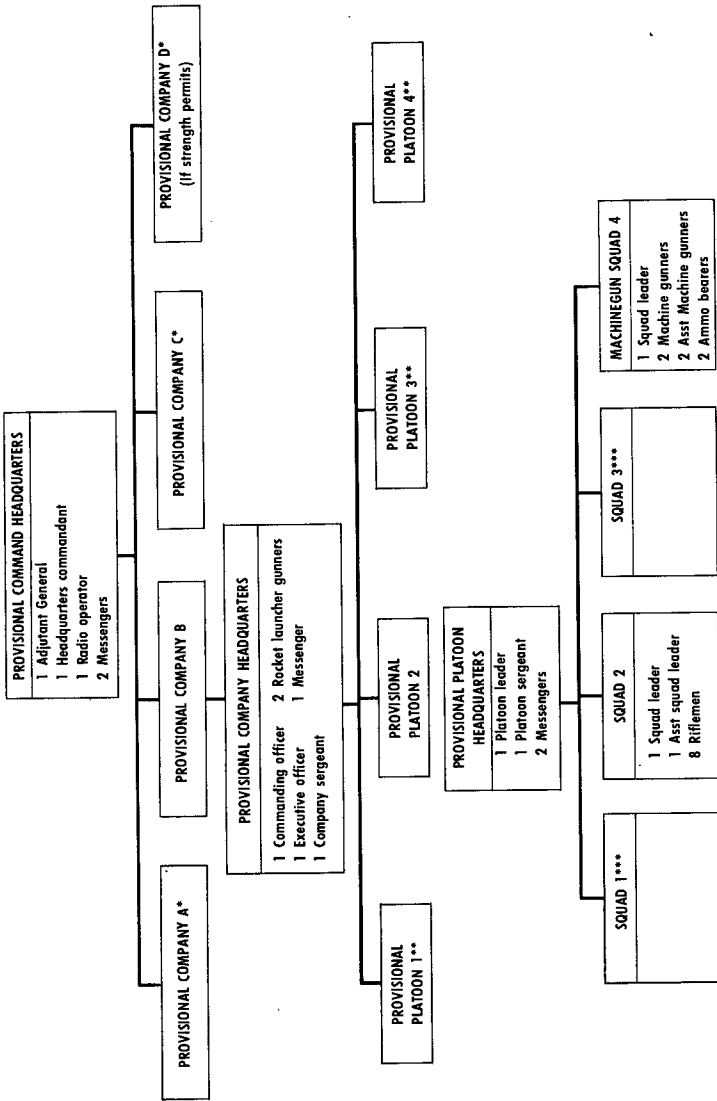 PROVISIONAL COMMAND HEADQUARTERS
1 Adjutant General
1 Headquarters commandant
1 Radio operator
2 Messengers
PROVISIONAL COMPANY A*
PROVISIONAL COMPANY B
PROVISIONAL COMPANY C*
PROVISIONAL COMPANY D*
(If strength permits)
PROVISIONAL COMPANY HEADQUARTERS
1 Commanding officer
1 Executive officer
1 Company sergeant
2 Rocket launcher gunners
1 Messenger
PROVISIONAL
PLATOON 1**
PROVISIONAL
PLATOON 2
PROVISIONAL
PLATOON 3**
PROVISIONAL
PLATOON 4**
PROVISIONAL PLATOON
HEADQUARTERS
1 Platoon leader
1 Platoon sergeant
2 Messengers
SQUAD 1***
SQUAD 2
1 Squad leader
1 Asst squad leader
8 Riflemen
SQUAD 3***
MACHINEGUN SQUAD 4
1 Squad leader
2 Machine gunners
2 Asst Machine gunners
2 Ammo bearers